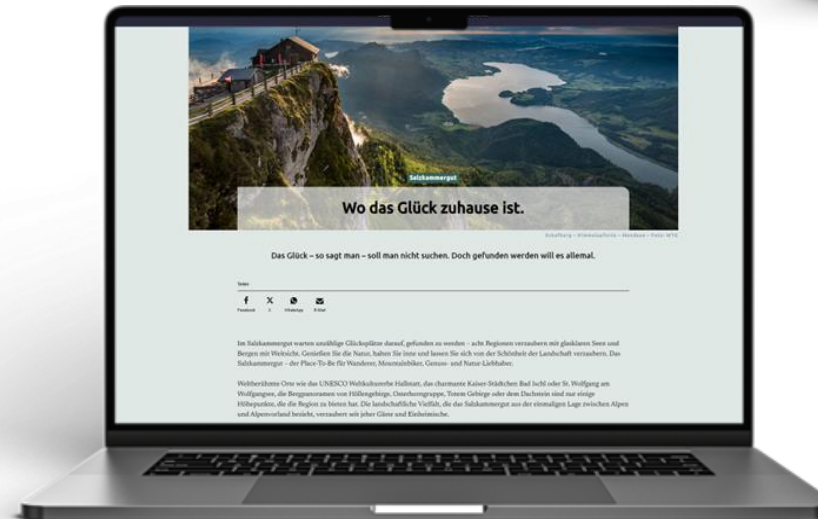 Salzkammergut
Wo das Glück zuhause ist.
Schafberg – Himmelspforte – Mondsee – Foto: WTG
Das Glück – so sagt man – soll man nicht suchen. Doch gefunden werden will es allemal.
Teilen
Facebook X WhatsApp E-Mail
Im Salzkammergut warten unzählige Glücksplätze darauf, gefunden zu werden – acht Regionen verzaubern mit glasklaren Seen und
Bergen mit Weitsicht. Genießen Sie die Natur, halten Sie inne und lassen Sie sich von der Schönheit der Landschaft verzaubern. Das
Salzkammergut – der Place-To-Be für Wanderer, Mountainbiker, Genuss- und Natur-Liebhaber.
Weltberühmte Orte wie das UNESCO Weltkulturerbe Hallstatt, das charmante Kaiser-Städtchen Bad Ischl oder St. Wolfgang am
Wolfgangsee, die Bergpanoramen von Höllengebirge, Osterhorngruppe, Totem Gebirge oder dem Dachstein sind nur einige
Höhepunkte, die die Region zu bieten hat. Die landschaftliche Vielfalt, die das Salzkammergut aus der einmaligen Lage zwischen Alpen
und Alpenvorland bezieht, verzaubert seit jeher Gäste und Einheimische.